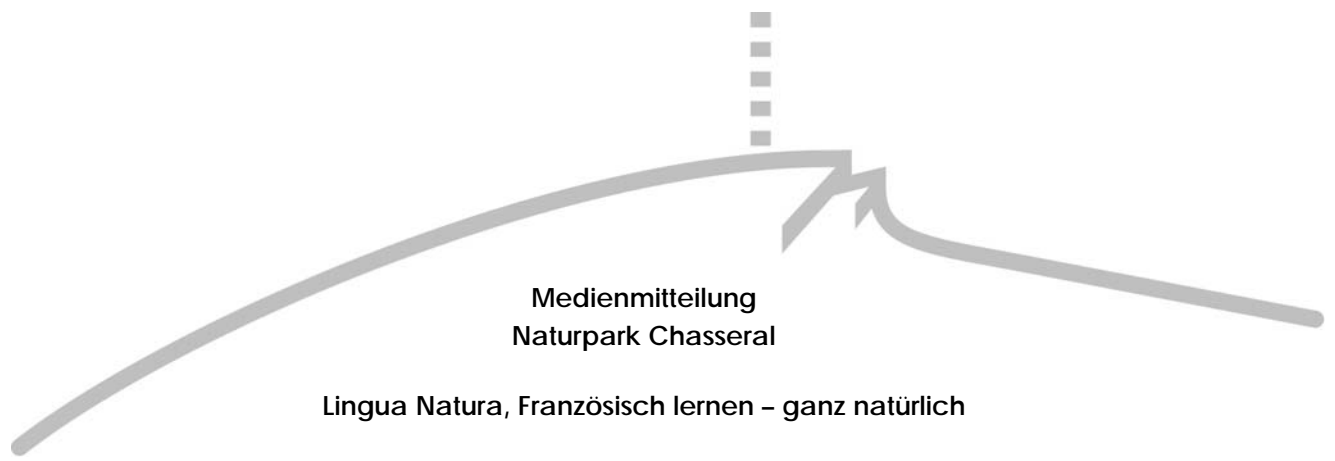 Medienmitteilung
Naturpark Chasseral
Lingua Natura, Französisch lernen – ganz natürlich